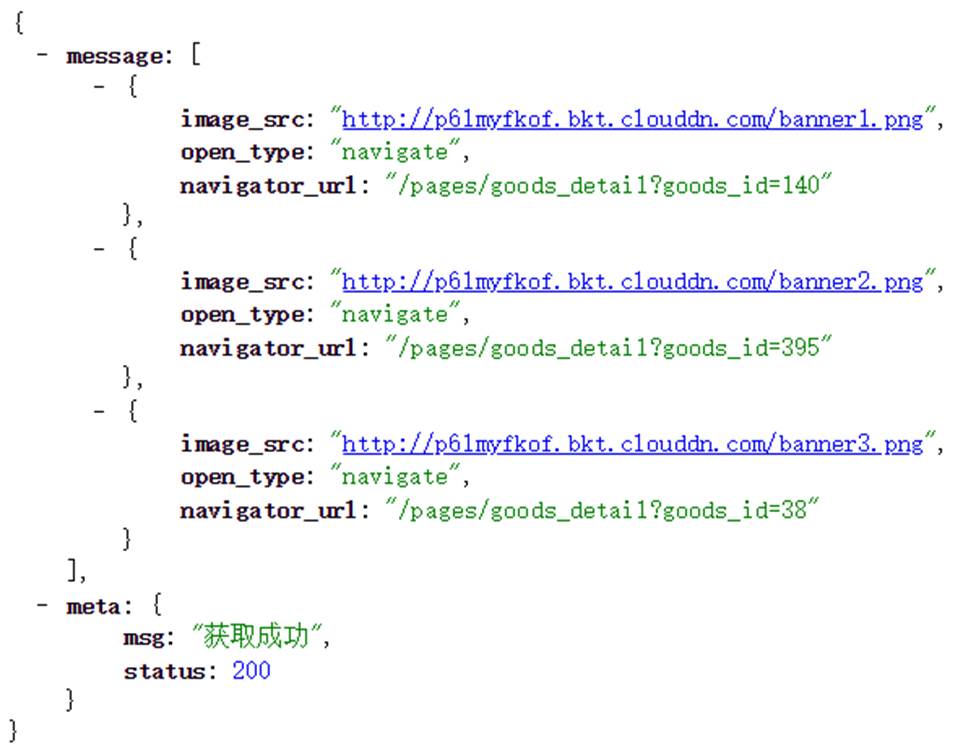 {
- message: [
- {
image_src: "http://p61myfkof.bkt.clouddn.com/banner1.png",
open_type: "navigate",
navigator_url: "/pages/goods_detail?goods_id=140"
},
- {
image_src: "http://p61myfkof.bkt.clouddn.com/banner2.png",
open_type: "navigate",
navigator_url: "/pages/goods_detail?goods_id=395"
},
- {
image_src: "http://p61myfkof.bkt.clouddn.com/banner3.png",
open_type: "navigate",
navigator_url: "/pages/goods_detail?goods_id=38"
}
],
- meta: {
msg: "获取成功",
status: 200
}
}